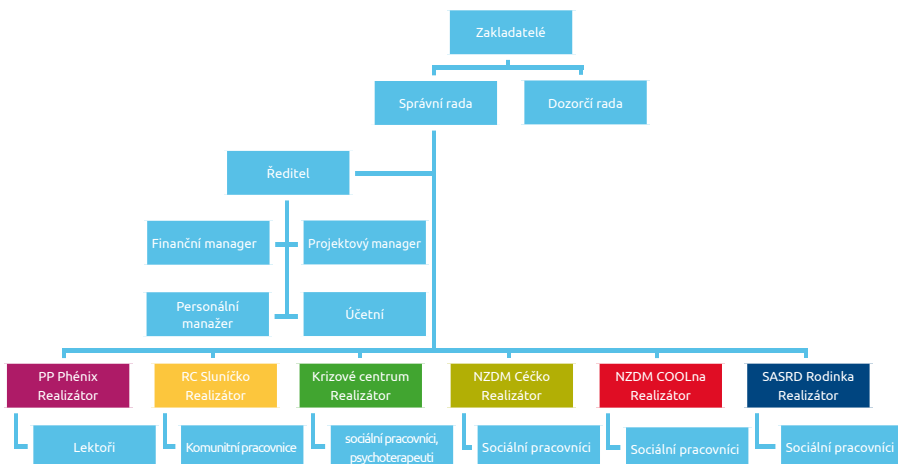 Zakladatelé
Správní rada
Dozorčí rada
Ředitel
Finanční manager
Projektový manager
Personální
manažer
Účetní
PP Phénix
Realizátor
RC Sluníčko
Realizátor
Krizové centrum
Realizátor
NZDM Céčko
Realizátor
NZDM COOLna
Realizátor
SASRD Rodinka
Realizátor
Lektoři
Komunitní pracovnice
sociální pracovníci,
psychoterapeuti
Sociální pracovníci
Sociální pracovníci
Sociální pracovníci